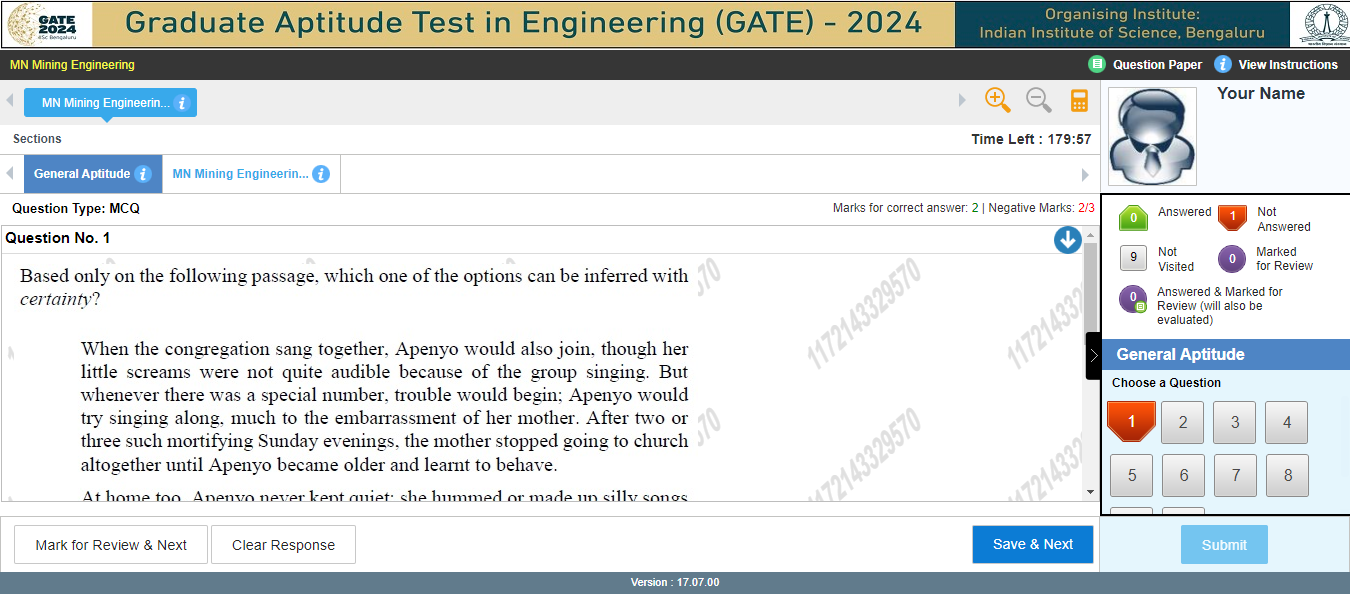 GATE
2024
IISc Bengaluru
Graduate Aptitude Test in Engineering (GATE) - 2024
Organising Institute:
Indian Institute of Science, Bengaluru
MN Mining Engineering
Question Paper
View Instructions
MN Mining Engineerin...
Your Name
Sections
Time Left : 179:57
General Aptitude
MN Mining Engineerin...
Question Type: MCQ
Marks for correct answer: 2 | Negative Marks: 2/3
0 Answered
1 Not Answered
9 Not Visited
0 Marked for Review
0 Answered & Marked for
Review (will also be
evaluated)
Question No. 1
Based only on the following passage, which one of the options can be inferred with
certainty?
When the congregation sang together, Apenyo would also join, though her
little screams were not quite audible because of the group singing. But
whenever there was a special number, trouble would begin; Apenyo would
try singing along, much to the embarrassment of her mother. After two or
three such mortifying Sunday evenings, the mother stopped going to church
altogether until Apenyo became older and learnt to behave.
At home too, Apenyo never kept quiet; she hummed or made up silly songs
1172143329570
1172143329570
General Aptitude
Choose a Question
1 2 3 4
5 6 7 8
Mark for Review & Next
Clear Response
Save & Next
Submit
Version : 17.07.00